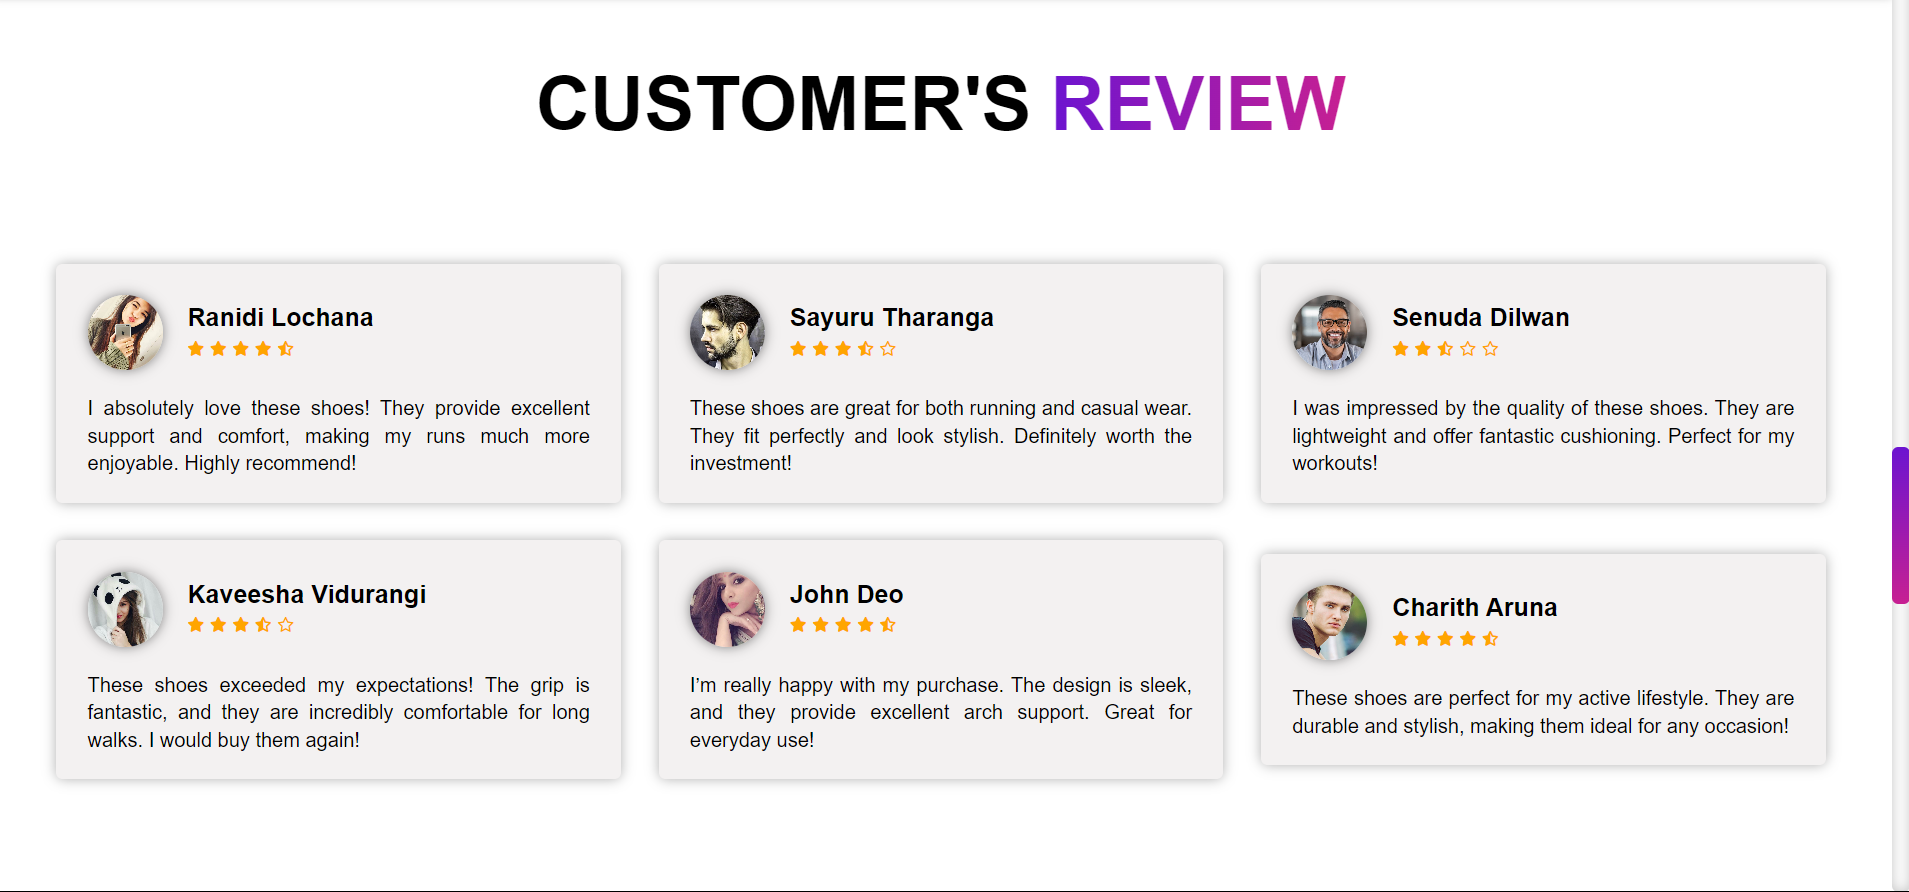 CUSTOMER'S REVIEW
Ranidi Lochana
I absolutely love these shoes! They provide excellent
support and comfort, making my runs much more
enjoyable. Highly recommend!
Sayuru Tharanga
These shoes are great for both running and casual wear.
They fit perfectly and look stylish. Definitely worth the
investment!
Senuda Dilwan
I was impressed by the quality of these shoes. They are
lightweight and offer fantastic cushioning. Perfect for my
workouts!
Kaveesha Vidurangi
These shoes exceeded my expectations! The grip is
fantastic, and they are incredibly comfortable for long
walks. I would buy them again!
John Deo
I’m really happy with my purchase. The design is sleek,
and they provide excellent arch support. Great for
everyday use!
Charith Aruna
These shoes are perfect for my active lifestyle. They are
durable and stylish, making them ideal for any occasion!